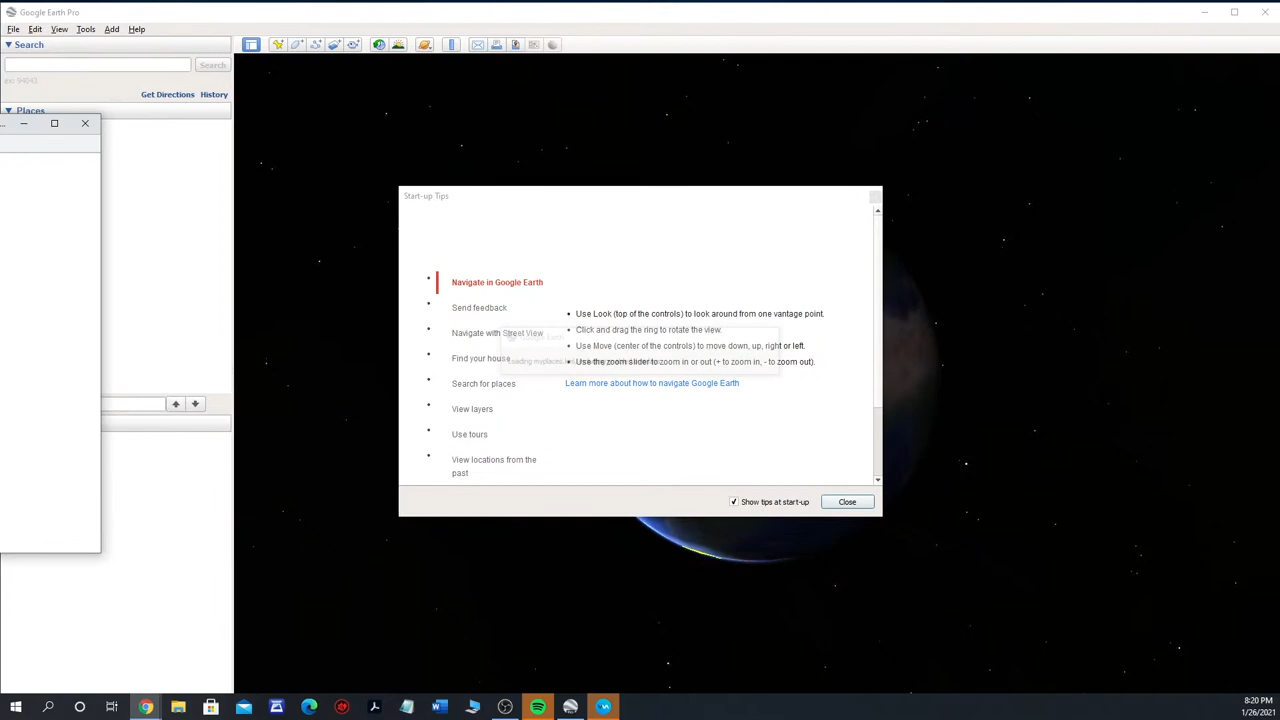 Google Earth Pro
File Edit View Tools Add Help
Search
Search
ex: 94043
Get Directions History
Places
...
Start-up Tips
Navigate in Google Earth
Send feedback
Navigate with Street View
Find your house
Search for places
View layers
Use tours
View locations from the
past
Use Look (top of the controls) to look around from one vantage point.
Click and drag the ring to rotate the view.
Use Move (center of the controls) to move down, up, right or left.
Use the zoom slider to zoom in or out (+ to zoom in, - to zoom out).
Learn more about how to navigate Google Earth
Google Earth
Show tips at start-up
Close
8:20 PM
1/26/2021